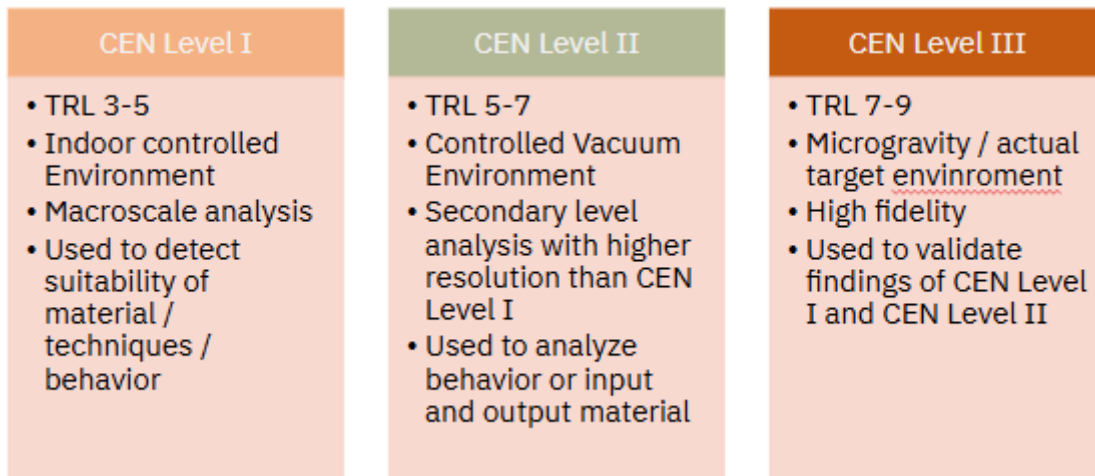 CEN Level I
• TRL 3-5
• Indoor controlled
Environment
• Macroscale analysis
• Used to detect
suitability of
material /
techniques /
behavior
CEN Level II
• TRL 5-7
• Controlled Vacuum
Environment
• Secondary level
analysis with higher
resolution than CEN
Level I
• Used to analyze
behavior or input
and output material
CEN Level III
• TRL 7-9
• Microgravity / actual
target envinroment
• High fidelity
• Used to validate
findings of CEN Level
I and CEN Level II